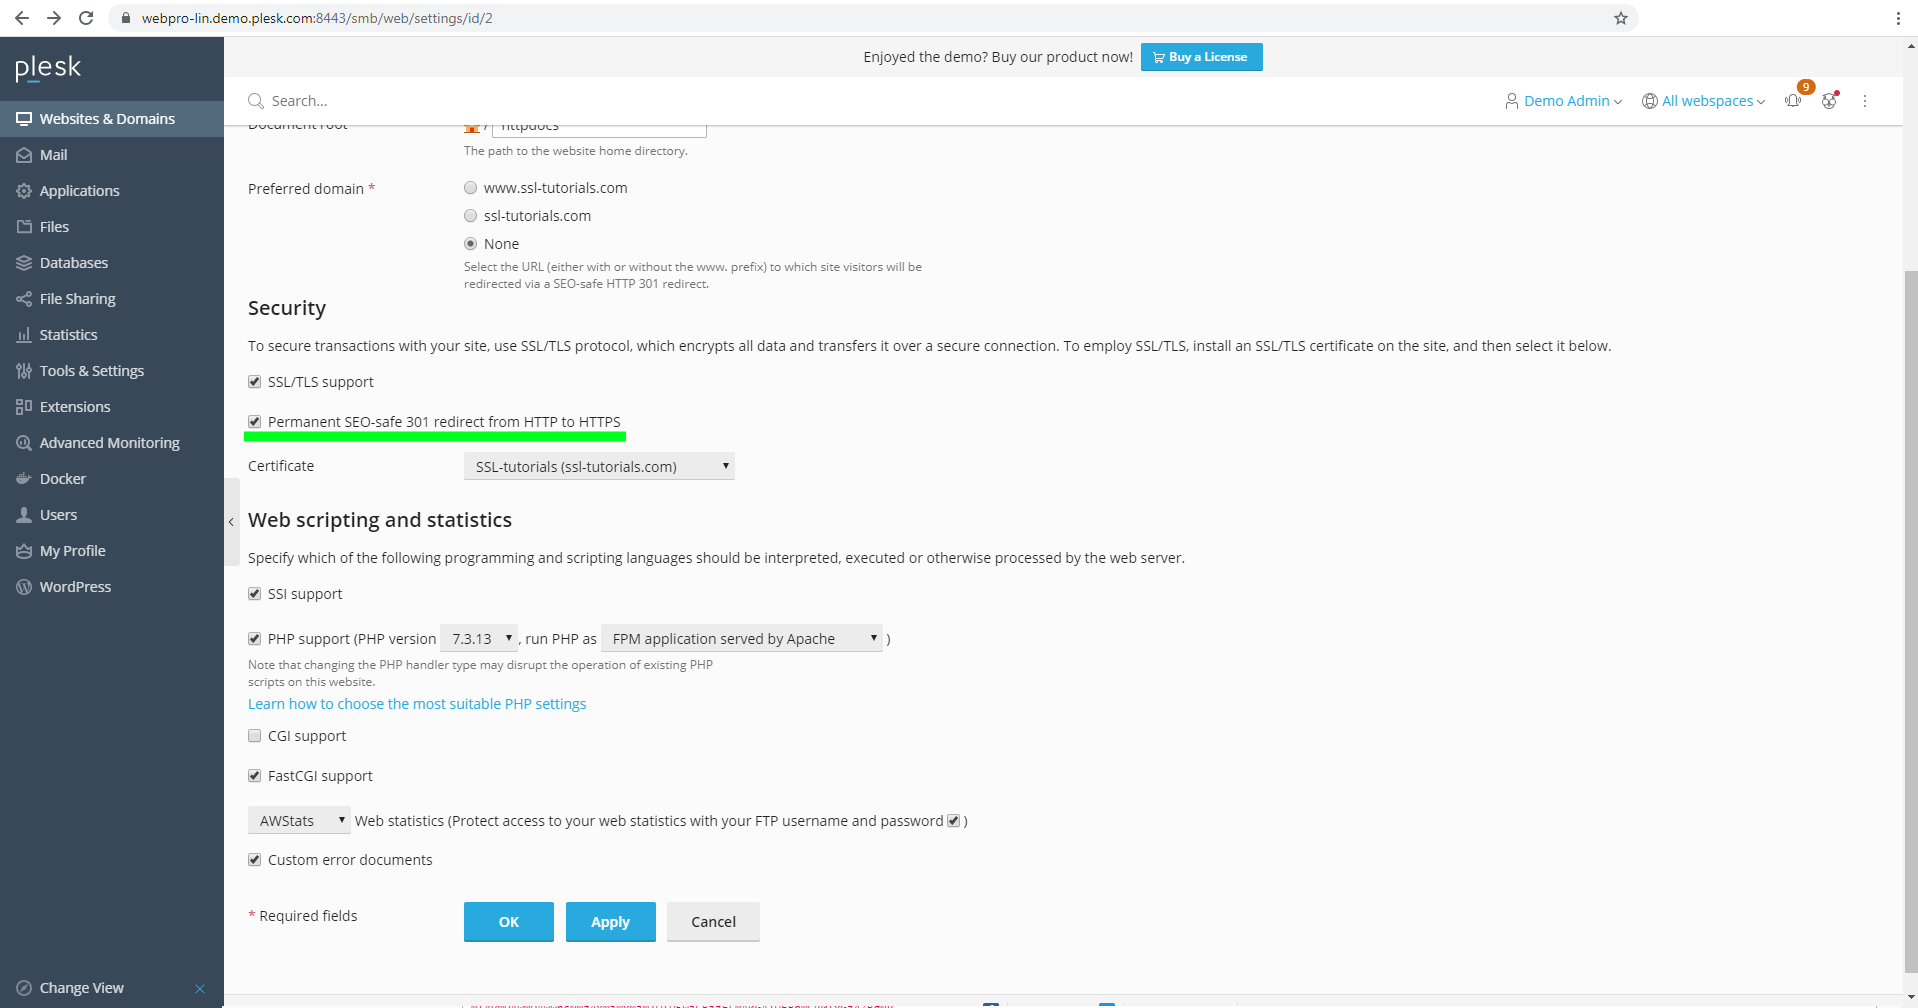 webpro-lin.demo.plesk.com:8443/smb/web/settings/id/2
plesk
Enjoyed the demo? Buy our product now! Buy a License
Search...
Demo Admin All webspaces 9
Websites & Domains
Mail
Applications
Files
Databases
File Sharing
Statistics
Tools & Settings
Extensions
Advanced Monitoring
Docker
Users
My Profile
WordPress
Change View
Document root / httpdocs
The path to the website home directory.
Preferred domain *
www.ssl-tutorials.com
ssl-tutorials.com
None
Select the URL (either with or without the www. prefix) to which site visitors will be
redirected via a SEO-safe HTTP 301 redirect.
Security
To secure transactions with your site, use SSL/TLS protocol, which encrypts all data and transfers it over a secure connection. To employ SSL/TLS, install an SSL/TLS certificate on the site, and then select it below.
SSL/TLS support
Permanent SEO-safe 301 redirect from HTTP to HTTPS
Certificate SSL-tutorials (ssl-tutorials.com)
Web scripting and statistics
Specify which of the following programming and scripting languages should be interpreted, executed or otherwise processed by the web server.
SSI support
PHP support (PHP version 7.3.13 , run PHP as FPM application served by Apache )
Note that changing the PHP handler type may disrupt the operation of existing PHP
scripts on this website.
Learn how to choose the most suitable PHP settings
CGI support
FastCGI support
AWStats Web statistics (Protect access to your web statistics with your FTP username and password )
Custom error documents
* Required fields OK Apply Cancel